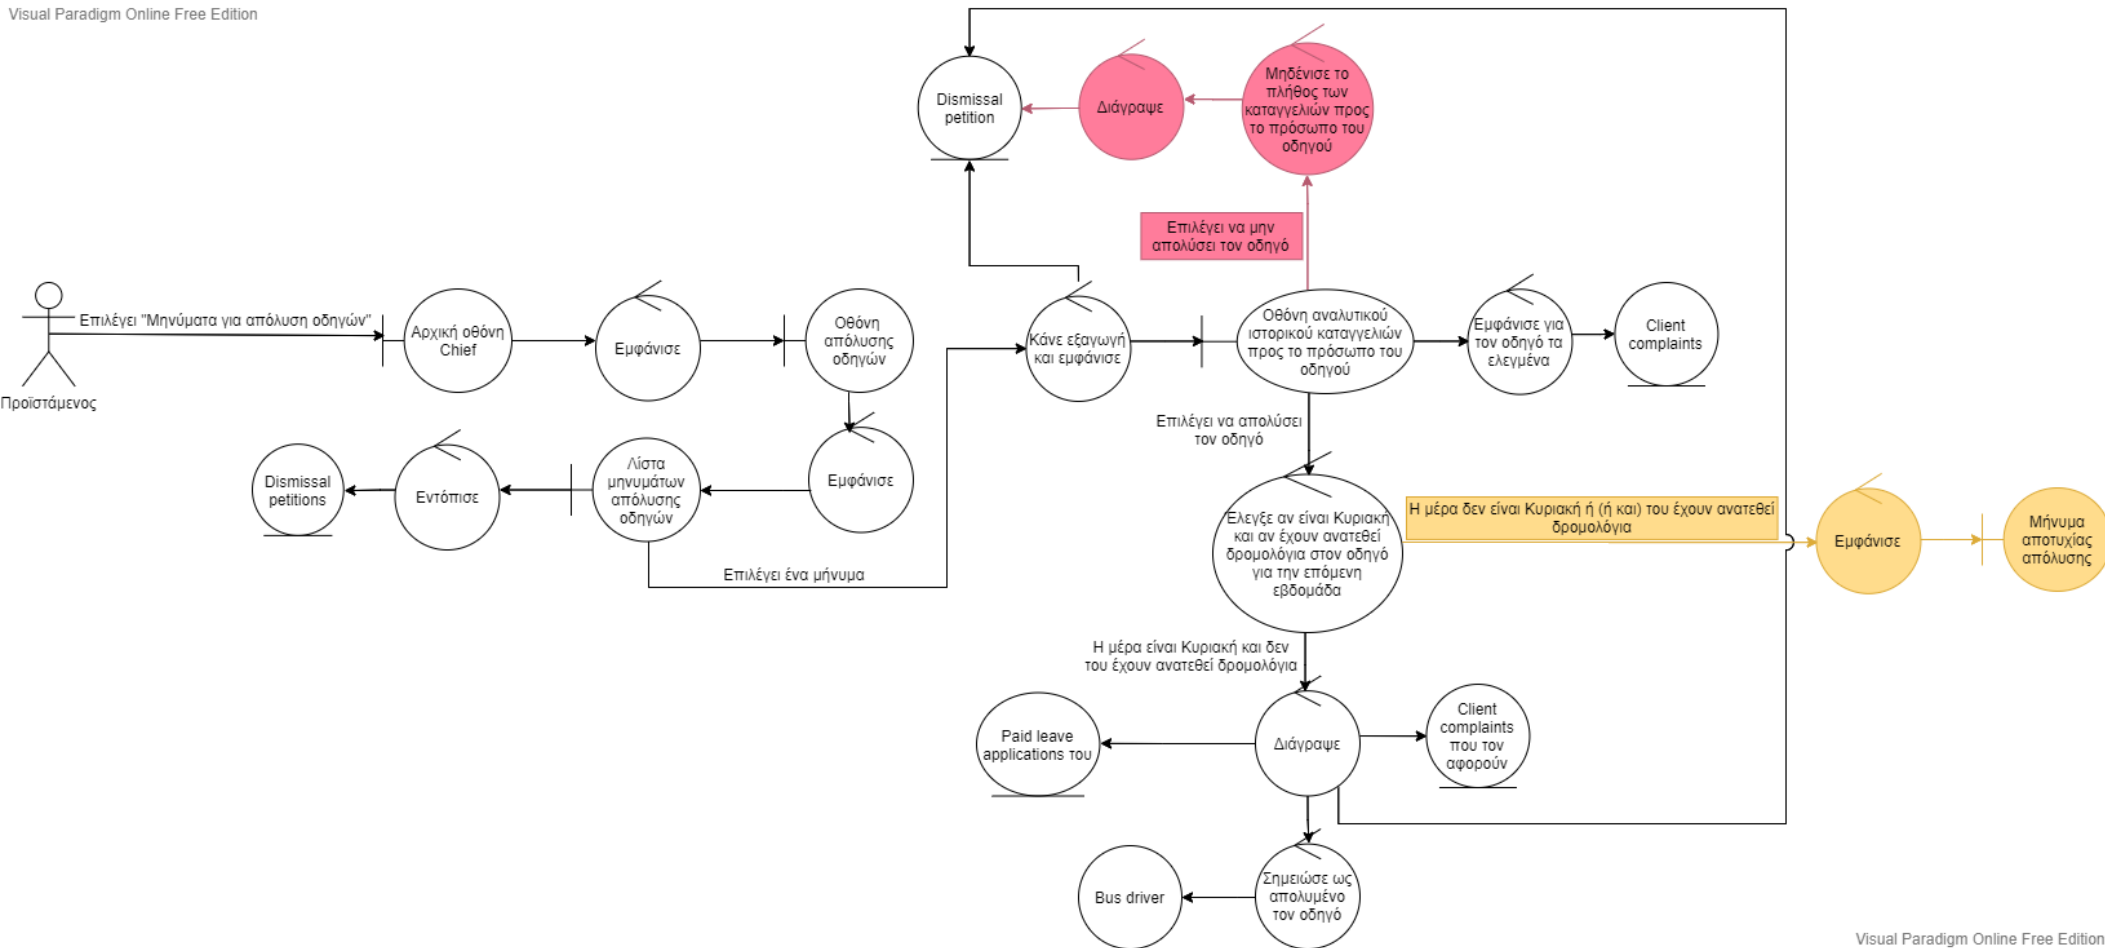 Visual Paradigm Online Free Edition
Dismissal
petition
Διάγραψε
Μηδένισε το
πλήθος των
καταγγελιών προς
το πρόσωπο του
οδηγού
Επιλέγει να μην
απολύσει τον οδηγό
Επιλέγει "Μηνύματα για απόλυση οδηγών"
Προϊστάμενος
Αρχική οθόνη
Chief
Εμφάνισε
Οθόνη
απόλυσης
οδηγών
Κάνε εξαγωγή
και εμφάνισε
Οθόνη αναλυτικού
ιστορικού καταγγελιών
προς το πρόσωπο του
οδηγού
Εμφάνισε για
τον οδηγό τα
ελεγμένα
Client
complaints
Επιλέγει να απολύσει
τον οδηγό
Dismissal
petitions
Εντόπισε
Λίστα
μηνυμάτων
απόλυσης
οδηγών
Εμφάνισε
Επιλέγει ένα μήνυμα
Έλεγξε αν είναι Κυριακή
και αν έχουν ανατεθεί
δρομολόγια στον οδηγό
για την επόμενη
εβδομάδα
Η μέρα δεν είναι Κυριακή ή (ή και) του έχουν ανατεθεί
δρομολόγια
Εμφάνισε
Μήνυμα
αποτυχίας
απόλυσης
Η μέρα είναι Κυριακή και δεν
του έχουν ανατεθεί δρομολόγια
Paid leave
applications του
Διάγραψε
Client
complaints
που τον
αφορούν
Bus driver
Σημειώσε ως
απολυμένο
τον οδηγό
Visual Paradigm Online Free Edition